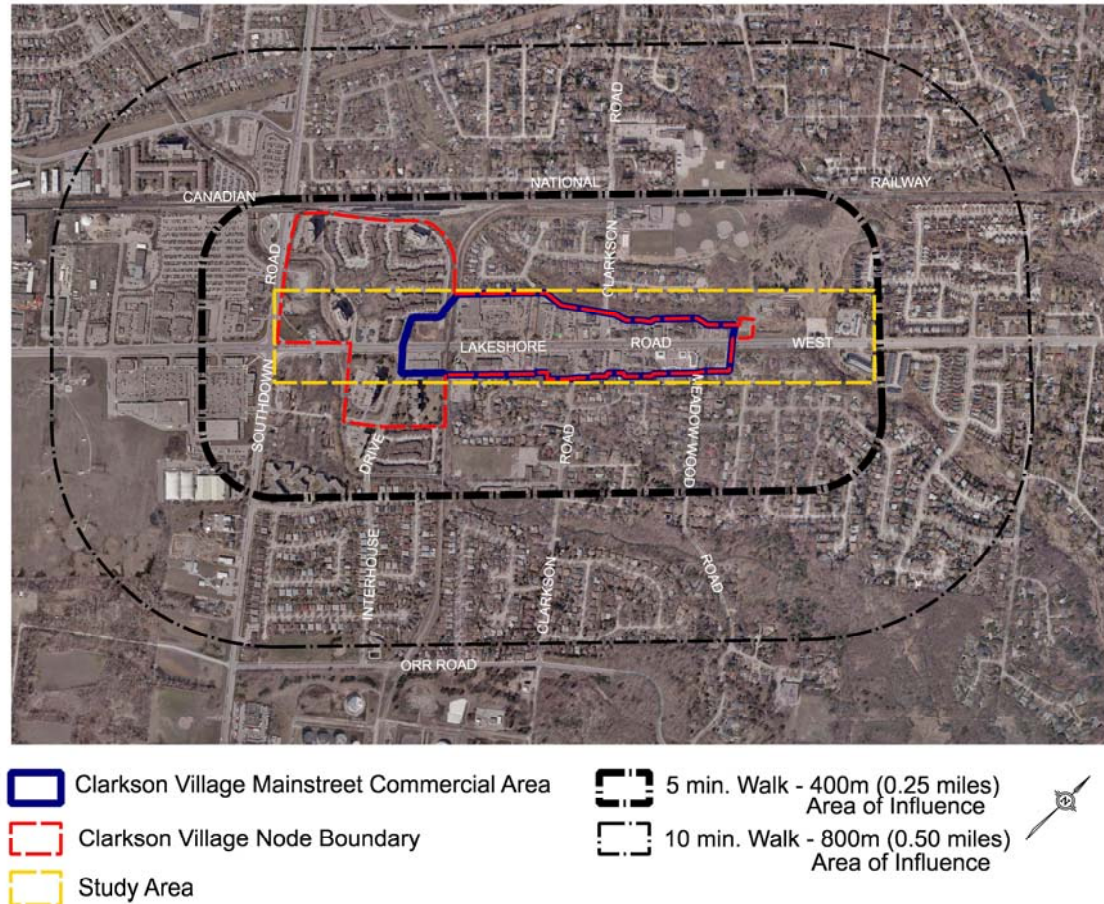 ROAD
CANADIAN
NATIONAL
RAILWAY
ROAD
CLARKSON
LAKESHORE
ROAD
WEST
SOUTHDOWN
DRIVE
ROAD
MEADOW WOOD
INTERHOUSE
CLARKSON
ROAD
ORR ROAD
Clarkson Village Mainstreet Commercial Area
Clarkson Village Node Boundary
Study Area
5 min. Walk - 400m (0.25 miles)
Area of Influence
10 min. Walk - 800m (0.50 miles)
Area of Influence
N